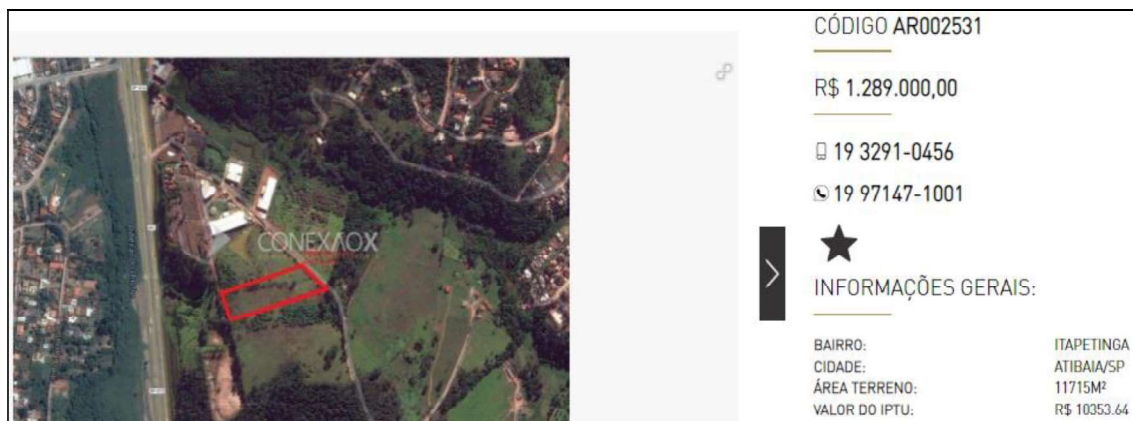 CÓDIGO AR002531
R$ 1.289.000,00
19 3291-0456
19 97147-1001
CONEXAOX
INFORMAÇÕES GERAIS:
BAIRRO: ITAPETINGA
CIDADE: ATIBAIA/SP
ÁREA TERRENO: 11715M²
VALOR DO IPTU: R$ 10353.64